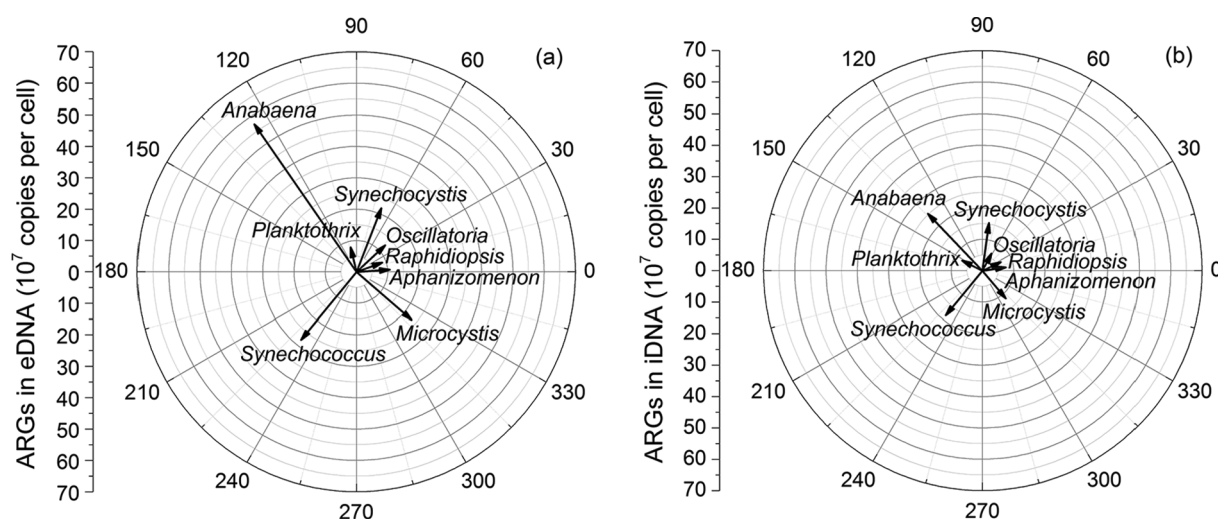 ARGs in eDNA (10⁷ copies per cell)
70
60
50
40
30
20
10
0
10
20
30
40
50
60
70
(a)
90
120
60
150
30
180
0
210
330
240
300
270
Anabaena
Synechocystis
Planktothrix
Oscillatoria
Raphidiopsis
Aphanizomenon
Microcystis
Synechococcus
ARGs in iDNA (10⁷ copies per cell)
70
60
50
40
30
20
10
0
10
20
30
40
50
60
70
(b)
90
120
60
150
30
180
0
210
330
240
300
270
Anabaena
Synechocystis
Oscillatoria
Planktothrix
Raphidiopsis
Aphanizomenon
Microcystis
Synechococcus